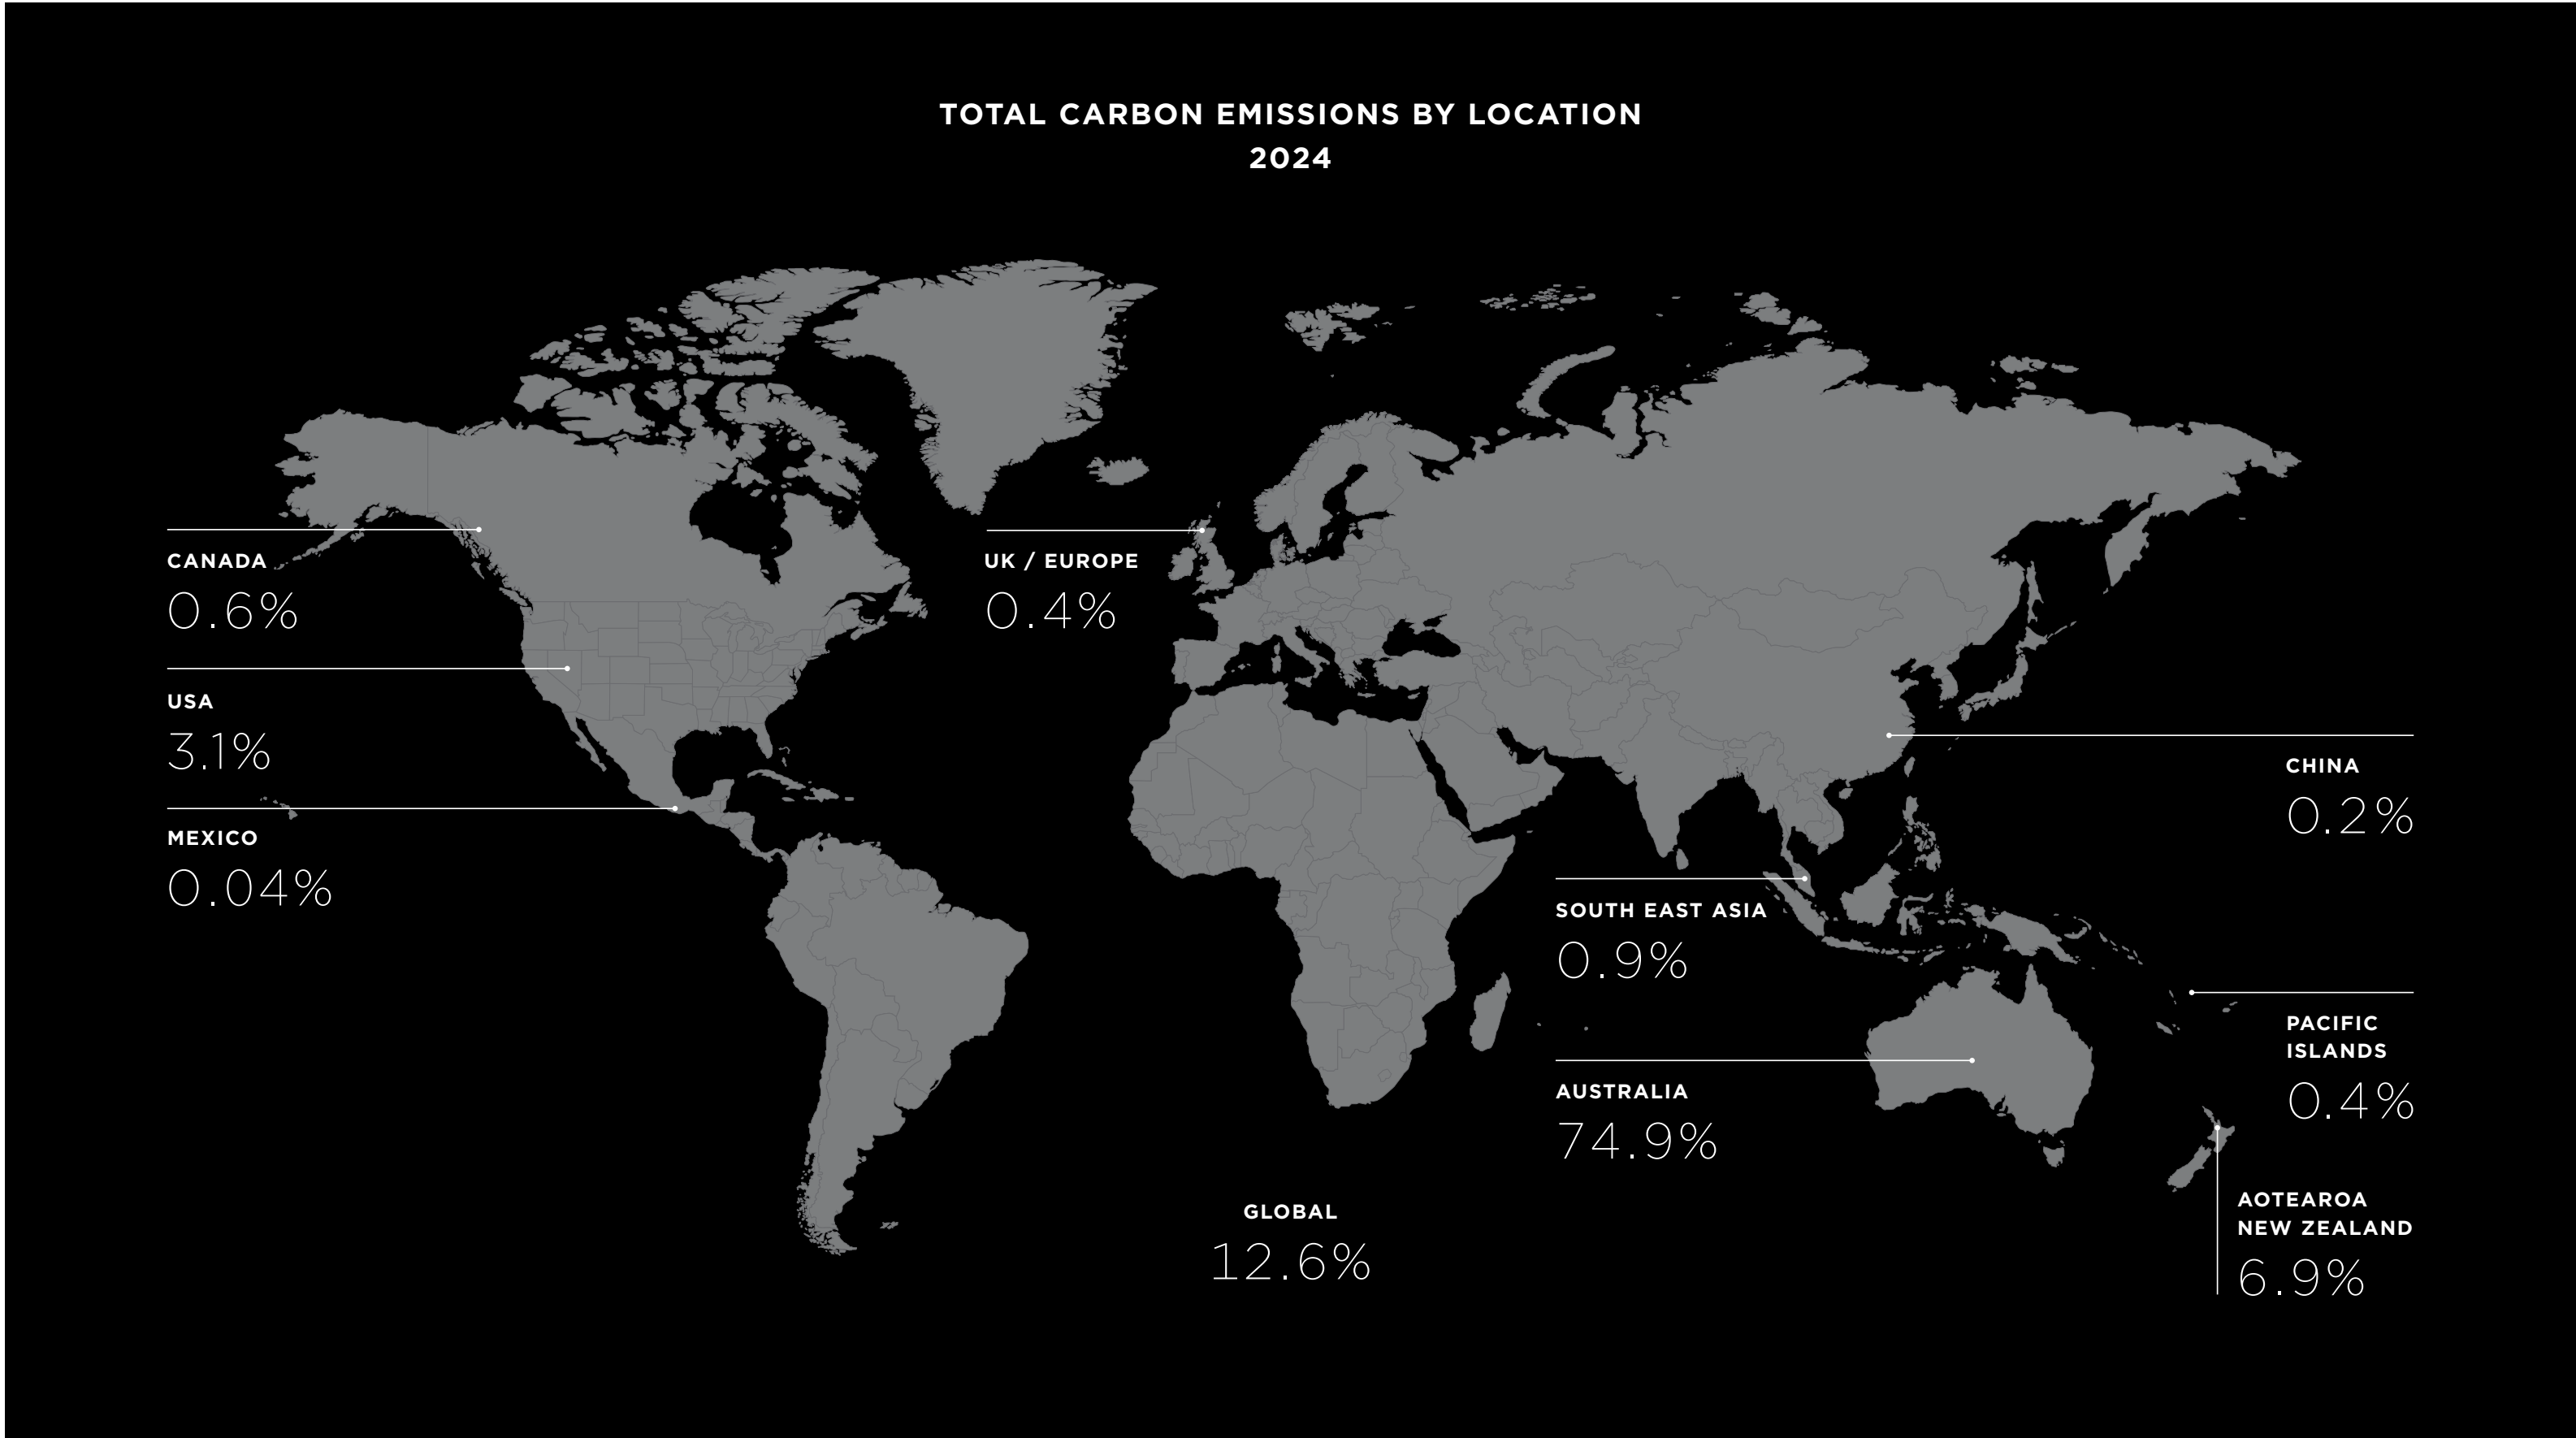 TOTAL CARBON EMISSIONS BY LOCATION
2024
CANADA
0.6%
USA
3.1%
MEXICO
0.04%
UK / EUROPE
0.4%
CHINA
0.2%
SOUTH EAST ASIA
0.9%
PACIFIC
ISLANDS
0.4%
AUSTRALIA
74.9%
AOTEAROA
NEW ZEALAND
6.9%
GLOBAL
12.6%